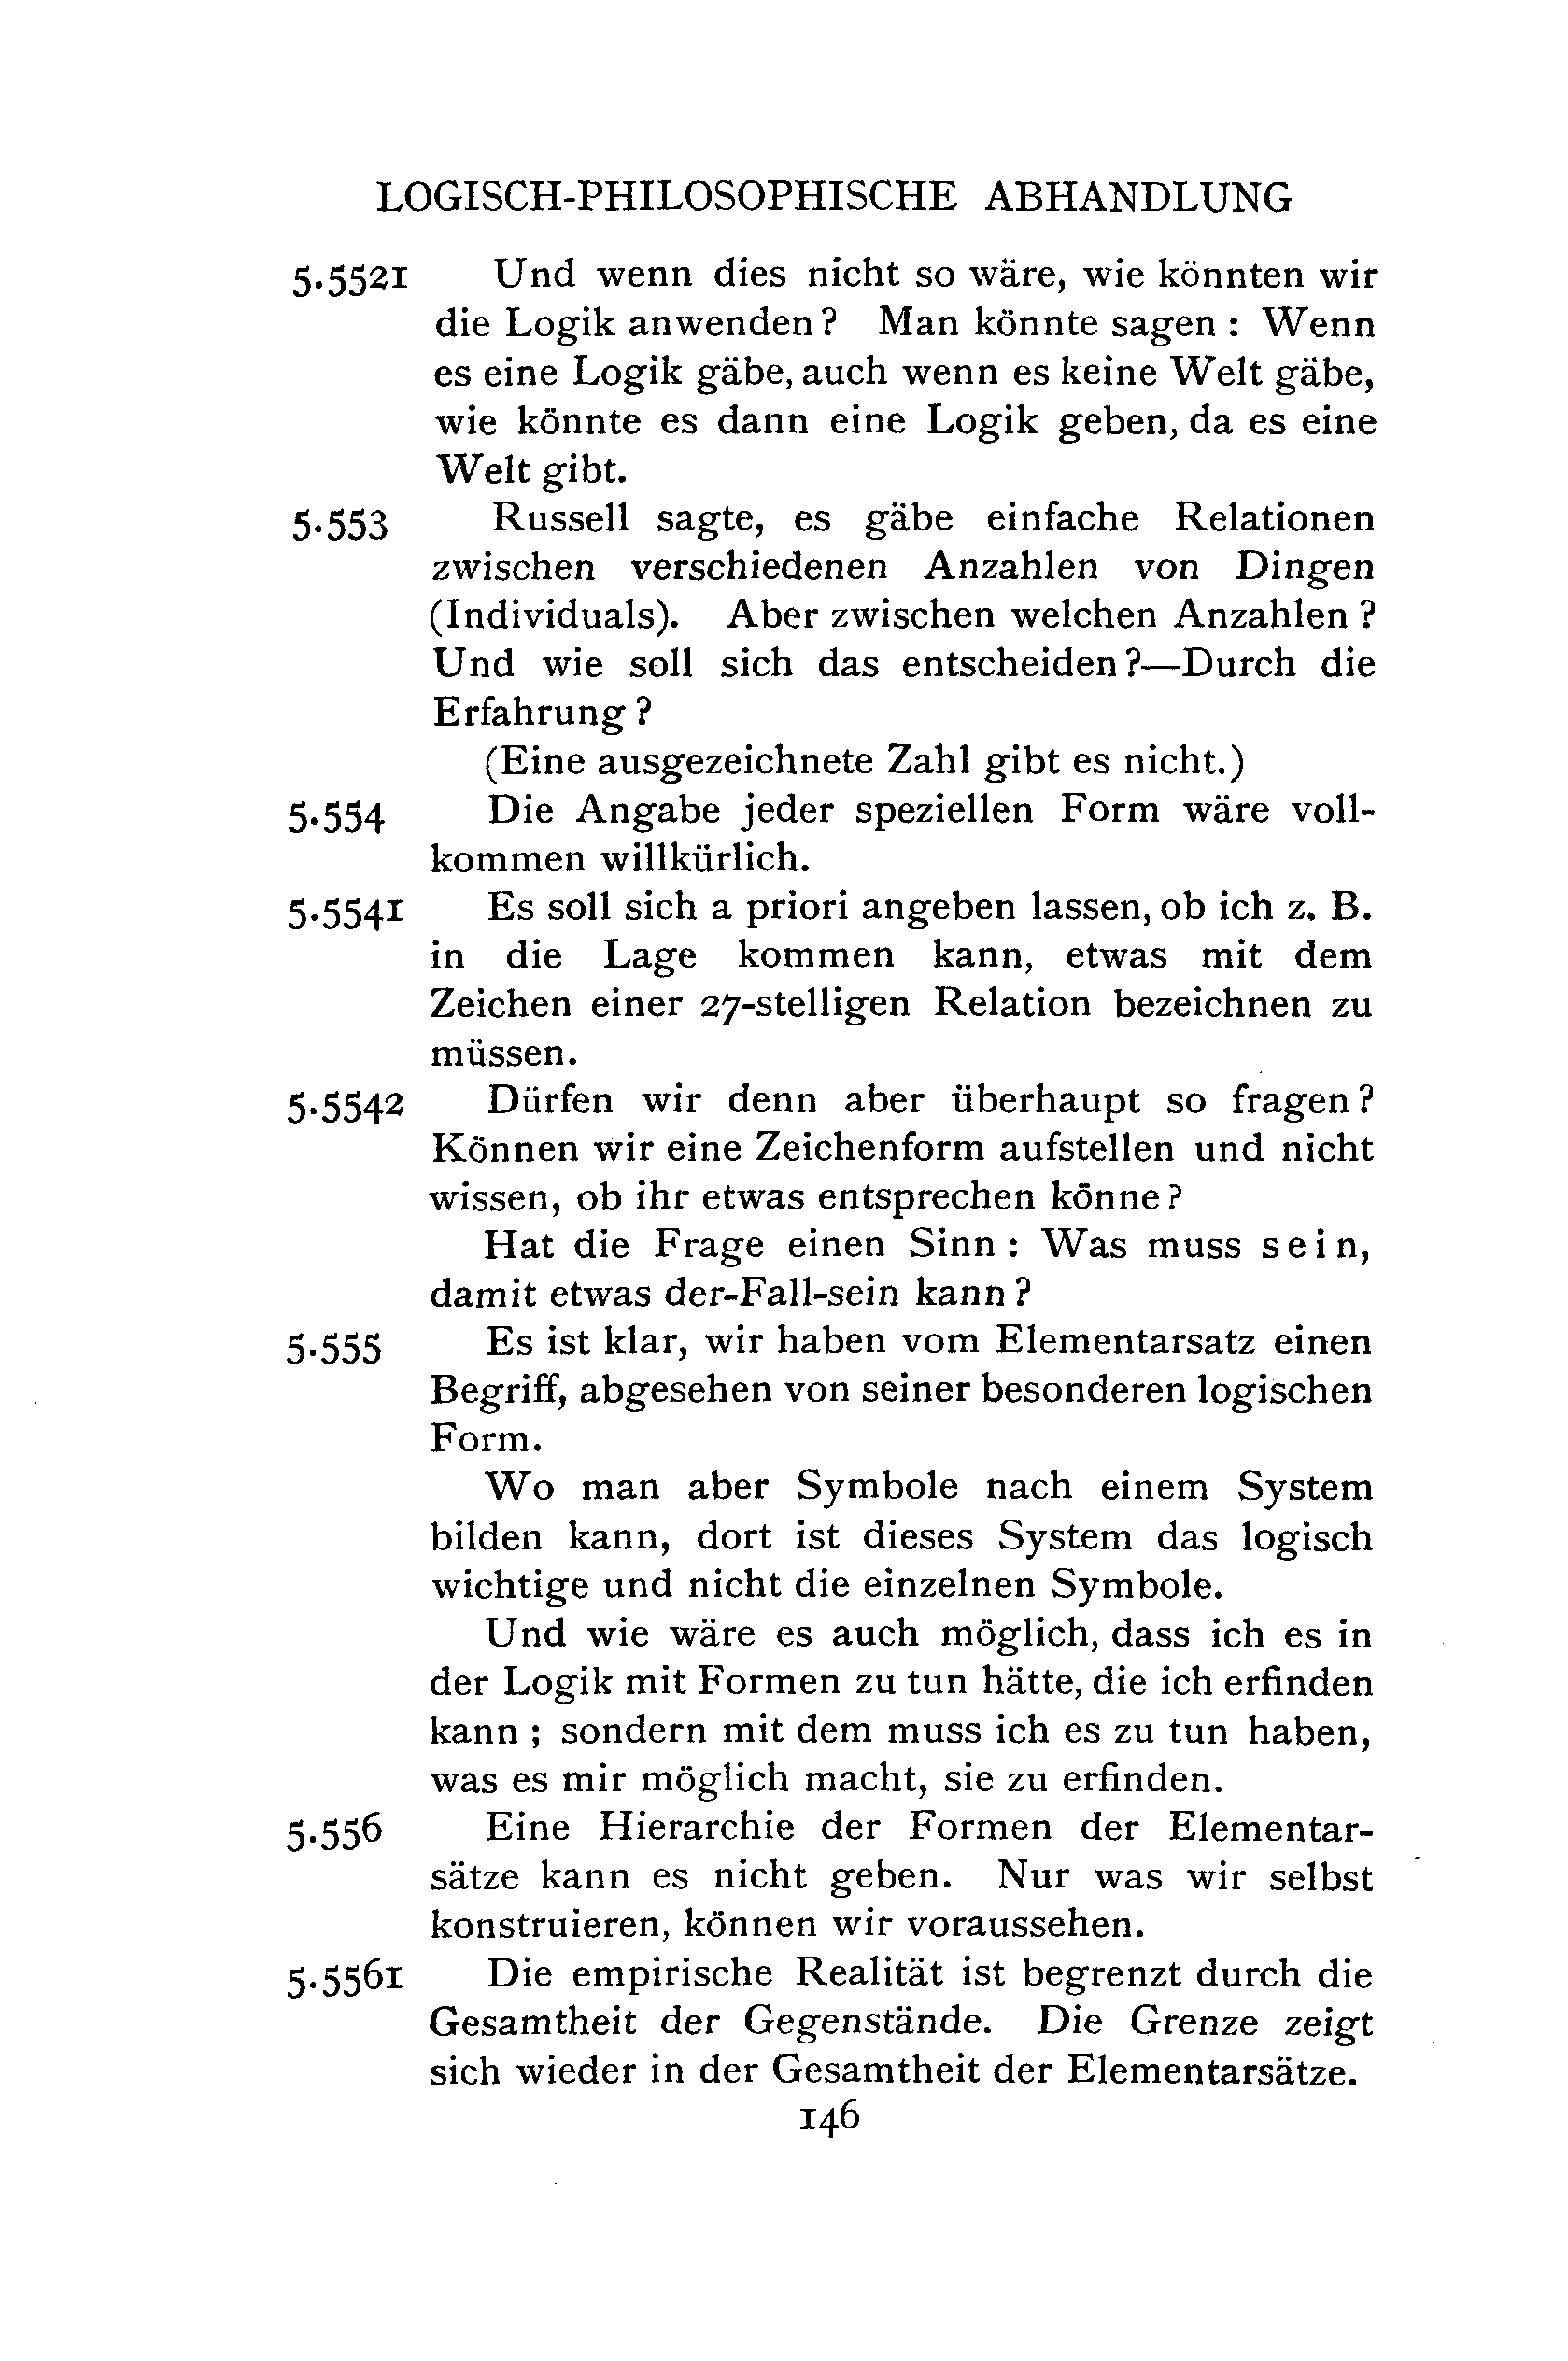 LOGISCH-PHILOSOPHISCHE ABHANDLUNG
5·5521 Und wenn dies nicht so wäre, wie könnten wir
die Logik anwenden? Man könnte sagen : Wenn
es eine Logik gäbe, auch wenn es keine Welt gäbe,
wie könnte es dann eine Logik geben, da es eine
Welt gibt.
5·553 Russell sagte, es gäbe einfache Relationen
zwischen verschiedenen Anzahlen von Dingen
(Individuals). Aber zwischen welchen Anzahlen ?
Und wie soll sich das entscheiden?—Durch die
Erfahrung ?
(Eine ausgezeichnete Zahl gibt es nicht.)
5·554 Die Angabe jeder speziellen Form wäre voll-
kommen willkürlich.
5·5541 Es soll sich a priori angeben lassen, ob ich z. B.
in die Lage kommen kann, etwas mit dem
Zeichen einer 27-stelligen Relation bezeichnen zu
müssen.
5·5542 Dürfen wir denn aber überhaupt so fragen?
Können wir eine Zeichenform aufstellen und nicht
wissen, ob ihr etwas entsprechen könne?
Hat die Frage einen Sinn : Was muss s e i n,
damit etwas der-Fall-sein kann ?
5·555 Es ist klar, wir haben vom Elementarsatz einen
Begriff, abgesehen von seiner besonderen logischen
Form.
Wo man aber Symbole nach einem System
bilden kann, dort ist dieses System das logisch
wichtige und nicht die einzelnen Symbole.
Und wie wäre es auch möglich, dass ich es in
der Logik mit Formen zu tun hätte, die ich erfinden
kann ; sondern mit dem muss ich es zu tun haben,
was es mir möglich macht, sie zu erfinden.
5·556 Eine Hierarchie der Formen der Elementar-
sätze kann es nicht geben. Nur was wir selbst
konstruieren, können wir voraussehen.
5·5561 Die empirische Realität ist begrenzt durch die
Gesamtheit der Gegenstände. Die Grenze zeigt
sich wieder in der Gesamtheit der Elementarsätze.
146